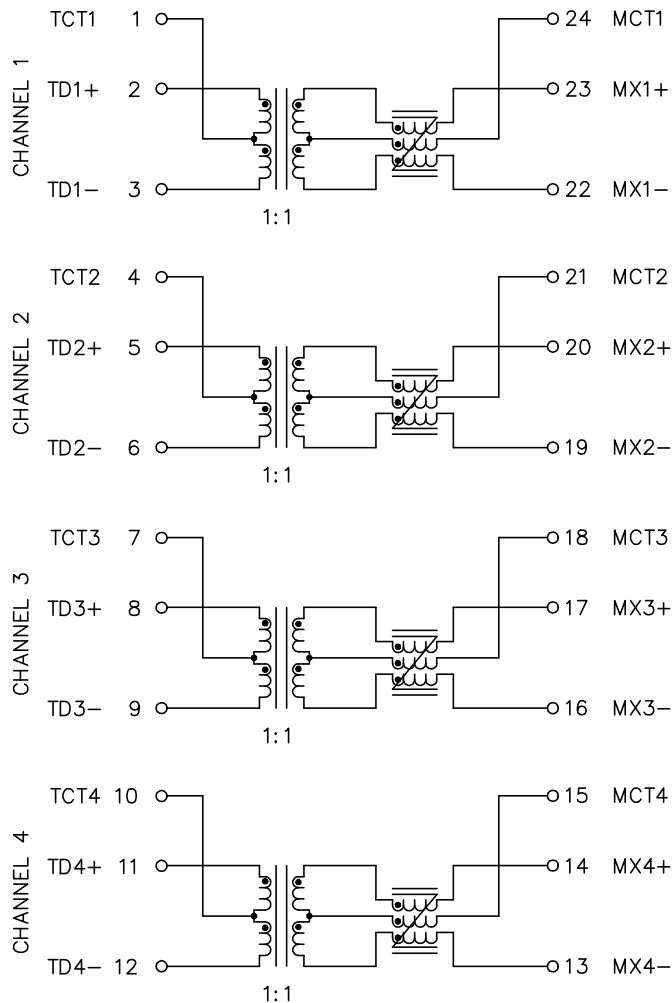 CHANNEL 1
TCT1 1 24 MCT1
TD1+ 2 23 MX1+
TD1− 3 22 MX1−
1:1
CHANNEL 2
TCT2 4 21 MCT2
TD2+ 5 20 MX2+
TD2− 6 19 MX2−
1:1
CHANNEL 3
TCT3 7 18 MCT3
TD3+ 8 17 MX3+
TD3− 9 16 MX3−
1:1
CHANNEL 4
TCT4 10 15 MCT4
TD4+ 11 14 MX4+
TD4− 12 13 MX4−
1:1